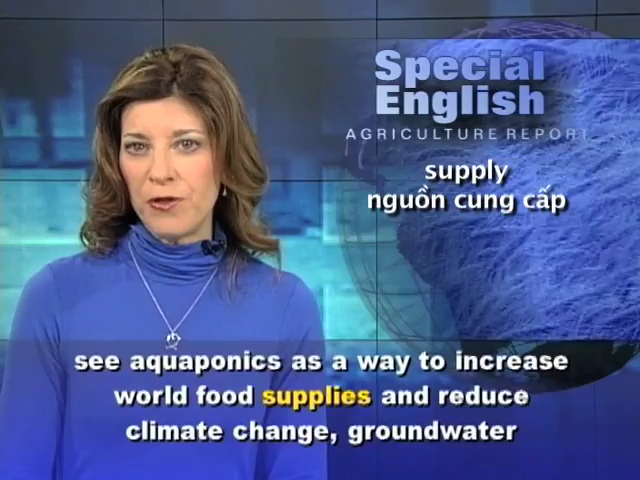 Special
English
AGRICULTURE REPORT
supply
nguồn cung cấp
see aquaponics as a way to increase
world food supplies and reduce
climate change, groundwater